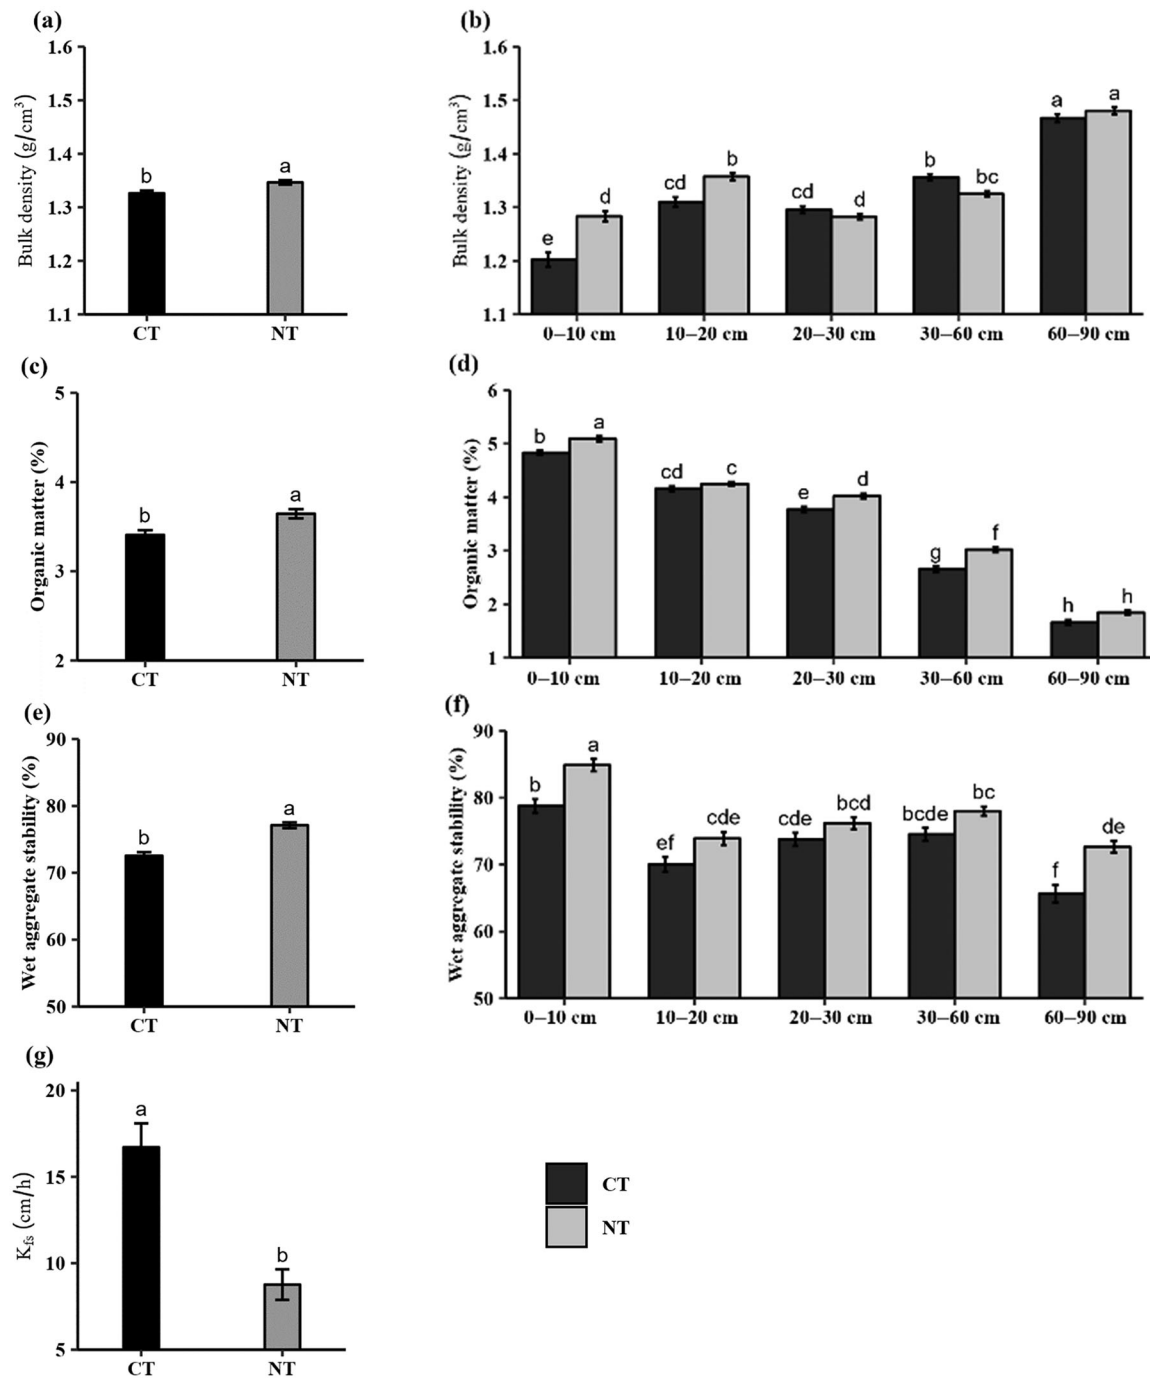 (a)
Bulk density (g/cm³)
1.6
1.5
1.4
1.3
1.2
1.1
b
a
CT
NT
(b)
Bulk density (g/cm³)
1.6
1.5
1.4
1.3
1.2
1.1
e
d
cd
b
cd
d
b
bc
a
a
0–10 cm
10–20 cm
20–30 cm
30–60 cm
60–90 cm
(c)
Organic matter (%)
5
4
3
2
b
a
CT
NT
(d)
Organic matter (%)
6
5
4
3
2
1
b
a
cd
c
e
d
g
f
h
h
0–10 cm
10–20 cm
20–30 cm
30–60 cm
60–90 cm
(e)
Wet aggregate stability (%)
90
80
70
60
50
b
a
CT
NT
(f)
Wet aggregate stability (%)
90
80
70
60
50
b
a
ef
cde
cde
bcd
bcde
bc
f
de
0–10 cm
10–20 cm
20–30 cm
30–60 cm
60–90 cm
(g)
Kfs (cm/h)
20
15
10
5
a
b
CT
NT
CT
NT